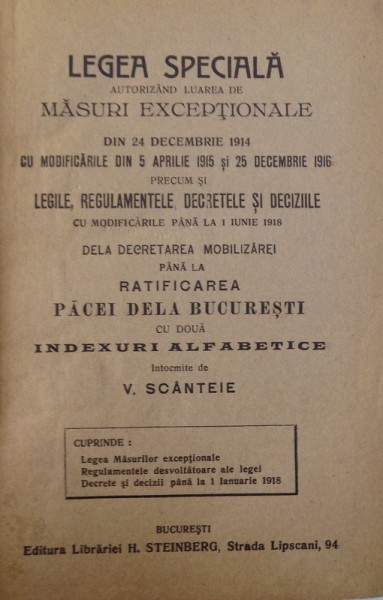 LEGEA SPECIALĂ
AUTORIZÂND LUAREA DE
MĂSURI EXCEPŢIONALE
DIN 24 DECEMBRIE 1914
CU MODIFICĂRILE DIN 5 APRILIE 1915 şi 25 DECEMBRIE 1916
PRECUM ŞI
LEGILE, REGULAMENTELE, DECRETELE ŞI DECIZIILE
CU MODIFICĂRILE PÂNĂ LA 1 IUNIE 1918
DELA DECRETAREA MOBILIZĂREI
PÂNĂ LA
RATIFICAREA
PĂCEI DELA BUCUREŞTI
CU DOUĂ
INDEXURI ALFABETICE
Intocmite de
V. SCÂNTEIE
CUPRINDE :
Legea Măsurilor excepţionale
Regulamentele desvoltătoare ale legei
Decrete şi decizii până la 1 Ianuarie 1918
BUCUREŞTI
Editura Librăriei H. STEINBERG, Strada Lipscani, 94